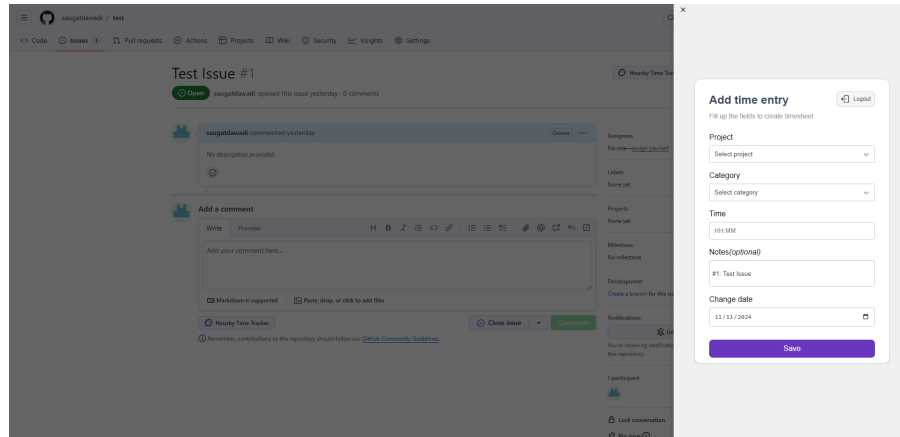 saugatdawadi / test
Code Issues 1 Pull requests Actions Projects Wiki Security Insights Settings
Test Issue #1
Hourby Time Tra
Open saugatdawadi opened this issue yesterday · 0 comments
saugatdawadi commented yesterday
Owner
No description provided.
Add a comment
Write Preview
Add your comment here...
Markdown is supported
Paste, drop, or click to add files
Hourby Time Tracker
Close issue
Comment
Remember, contributions to this repository should follow our GitHub Community Guidelines.
Assignees
No one—assign yourself
Labels
None yet
Projects
None yet
Milestone
No milestone
Development
Create a branch for this
Notifications
You're receiving
this repository.
1 participant
Lock conversation
Pin issue
Add time entry
Logout
Fill up the fields to create timesheet
Project
Select project
Category
Select category
Time
HH:MM
Notes(optional)
#1: Test Issue
Change date
11/11/2024
Save